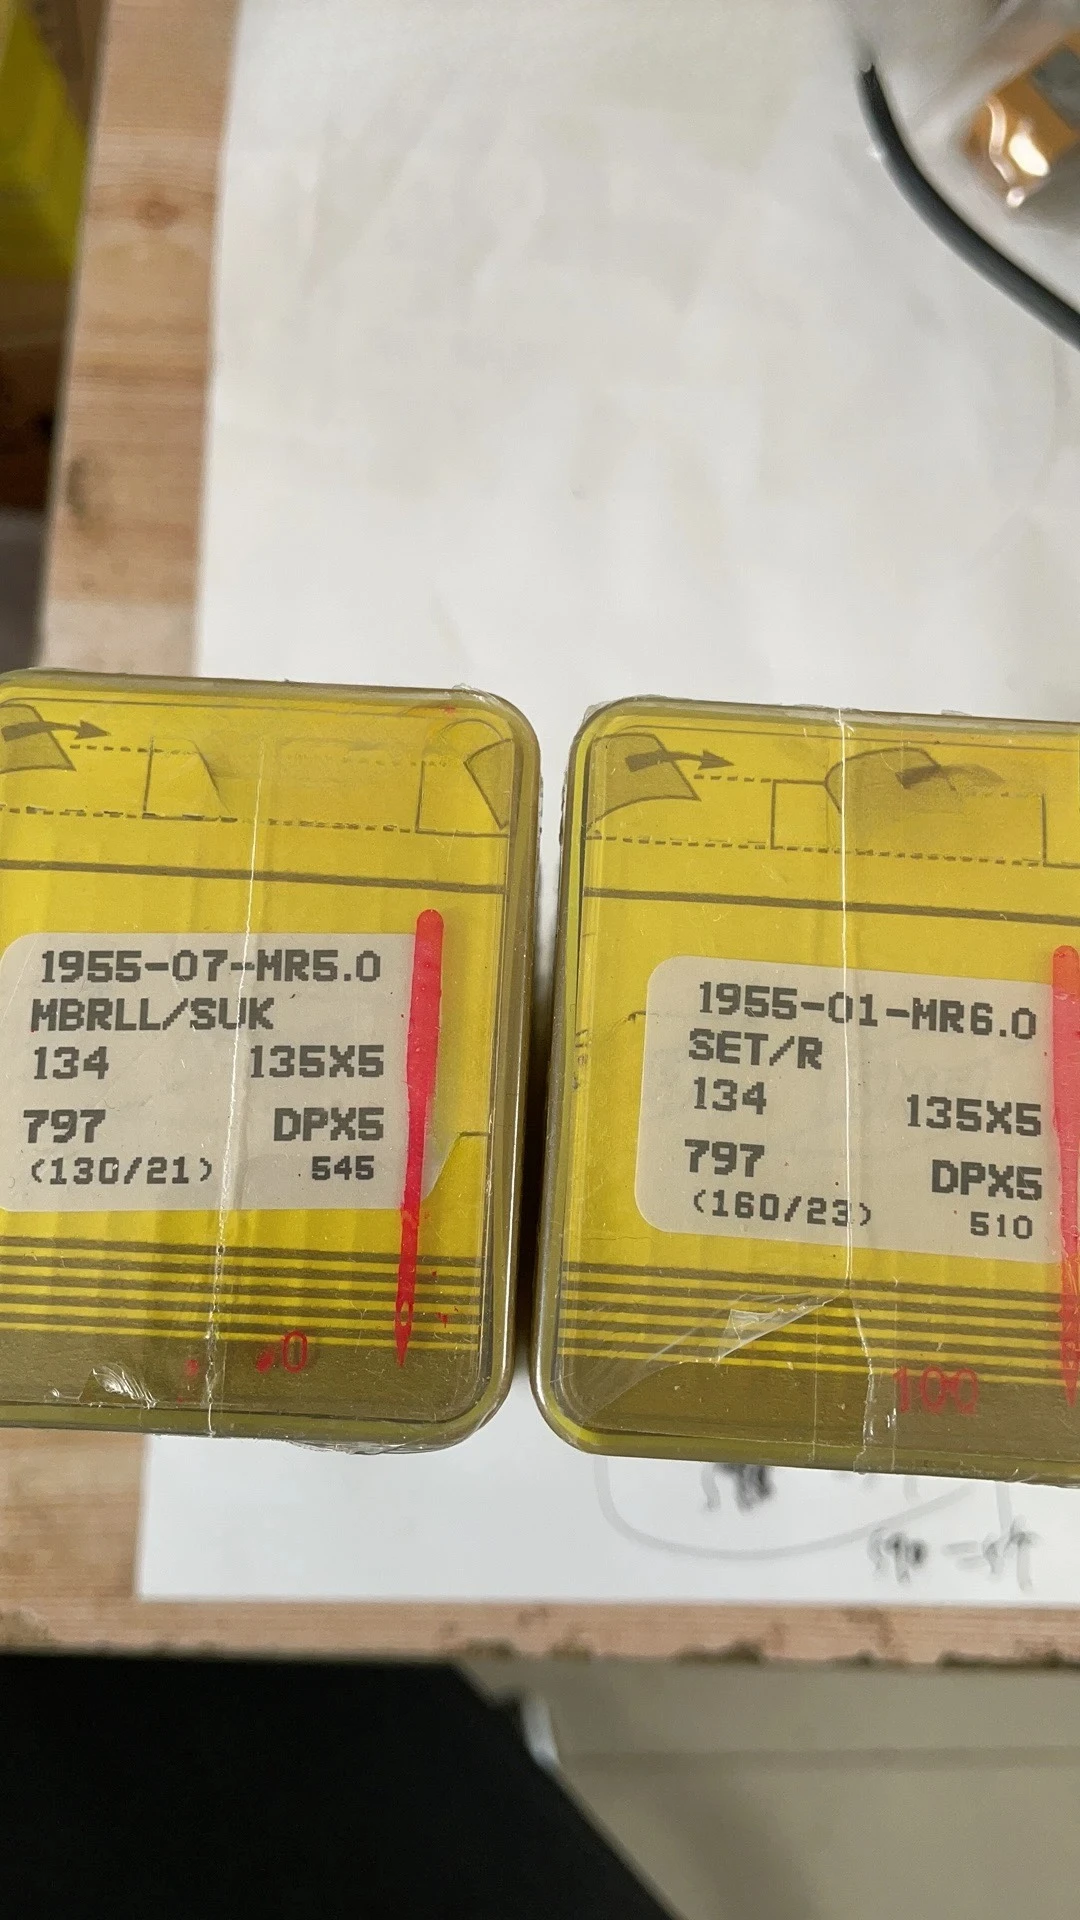 1955-07-MR5.0
MBRLL/SUK
134 135X5
797 DPX5
(130/21) 545
0
1955-01-MR6.0
SET/R
134 135X5
797 DPX5
(160/23) 510
100